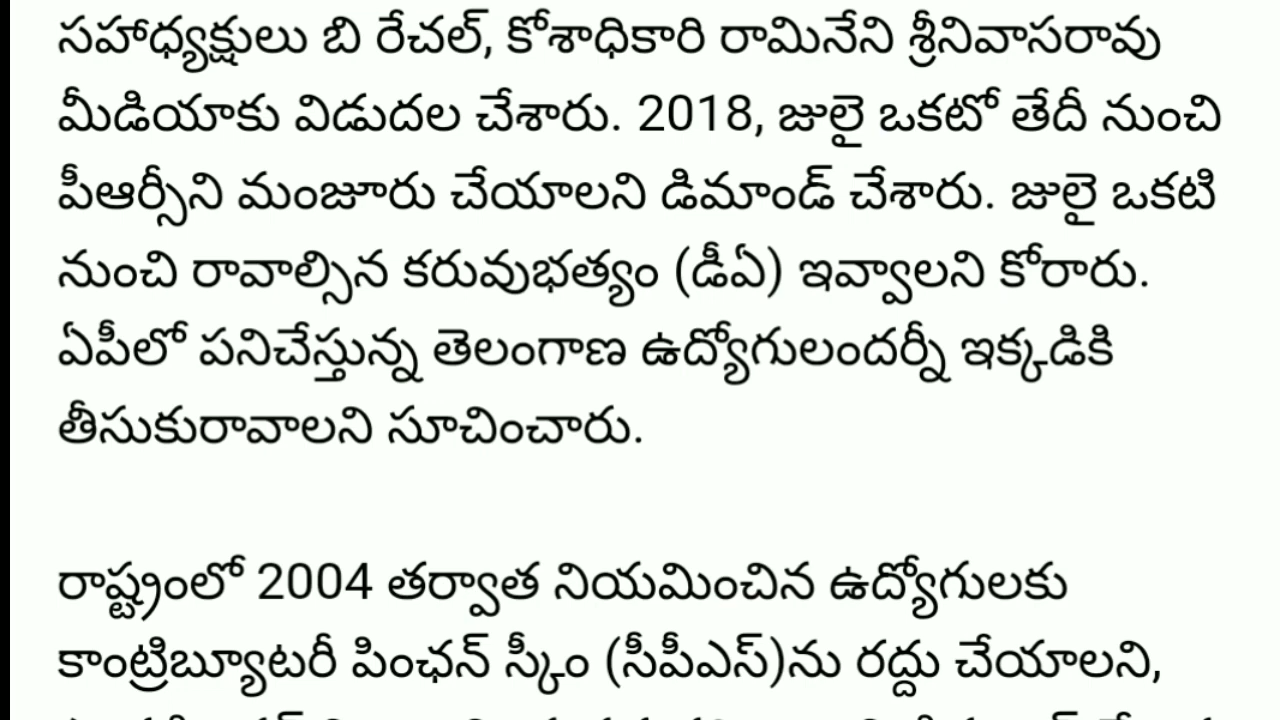 సహాధ్యక్షులు బి రేచల్, కోశాధికారి రామినేని శ్రీనివాసరావు
మీడియాకు విడుదల చేశారు. 2018, జులై ఒకటో తేదీ నుంచి
పీఆర్సీని మంజూరు చేయాలని డిమాండ్ చేశారు. జులై ఒకటి
నుంచి రావాల్సిన కరువుభత్యం (డీఏ) ఇవ్వాలని కోరారు.
ఏపీలో పనిచేస్తున్న తెలంగాణ ఉద్యోగులందర్నీ ఇక్కడికి
తీసుకురావాలని సూచించారు.
రాష్ట్రంలో 2004 తర్వాత నియమించిన ఉద్యోగులకు
కాంట్రిబ్యూటరీ పింఛన్ స్కీం (సీపీఎస్)ను రద్దు చేయాలని,